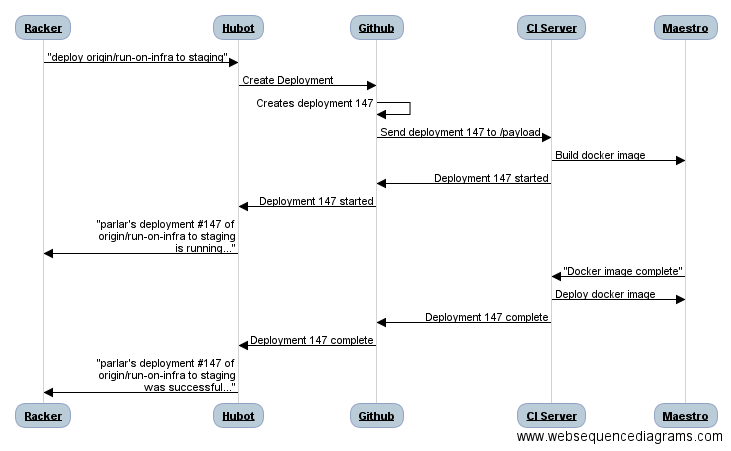 Racker
Hubot
Github
CI Server
Maestro
"deploy origin/run-on-infra to staging"
Create Deployment
Creates deployment 147
Send deployment 147 to /payload
Build docker image
Deployment 147 started
Deployment 147 started
"parlar's deployment #147 of
origin/run-on-infra to staging
is running..."
"Docker image complete"
Deploy docker image
Deployment 147 complete
Deployment 147 complete
"parlar's deployment #147 of
origin/run-on-infra to staging
was successful..."
Racker
Hubot
Github
CI Server
Maestro
www.websequencediagrams.com